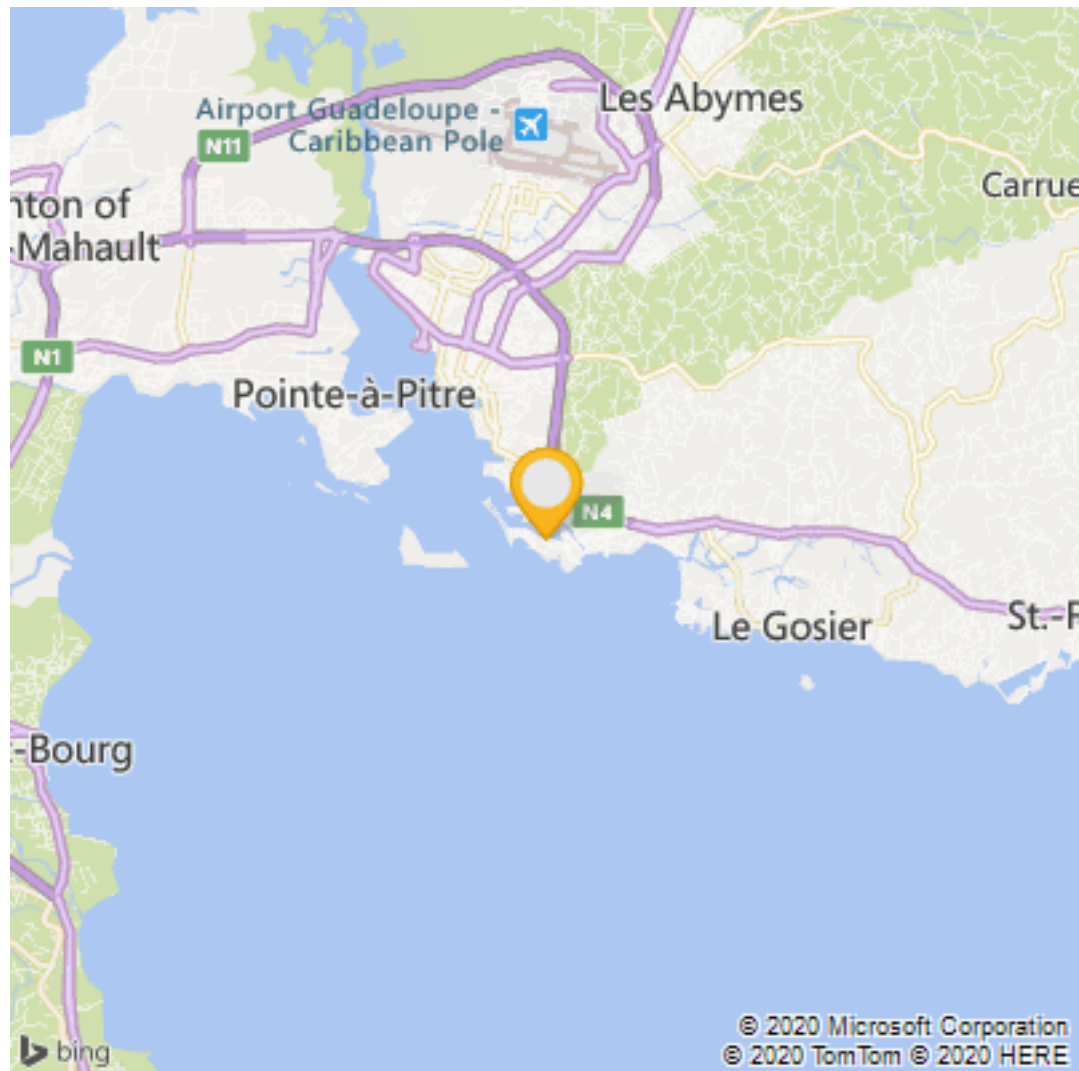 Les Abymes
Airport Guadeloupe -
Caribbean Pole
N11
Carrue
nton of
-Mahault
N1
Pointe-à-Pitre
N4
Le Gosier
St.-F
-Bourg
© 2020 Microsoft Corporation
bing
© 2020 TomTom © 2020 HERE